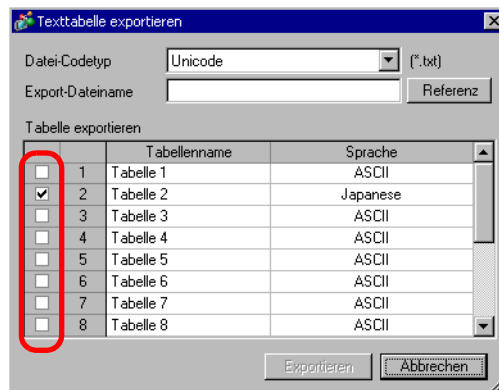 Texttabelle exportieren
Datei-Codetyp Unicode (*.txt)
Export-Dateiname Referenz
Tabelle exportieren
Tabellenname Sprache
1 Tabelle 1 ASCII
2 Tabelle 2 Japanese
3 Tabelle 3 ASCII
4 Tabelle 4 ASCII
5 Tabelle 5 ASCII
6 Tabelle 6 ASCII
7 Tabelle 7 ASCII
8 Tabelle 8 ASCII
Exportieren Abbrechen